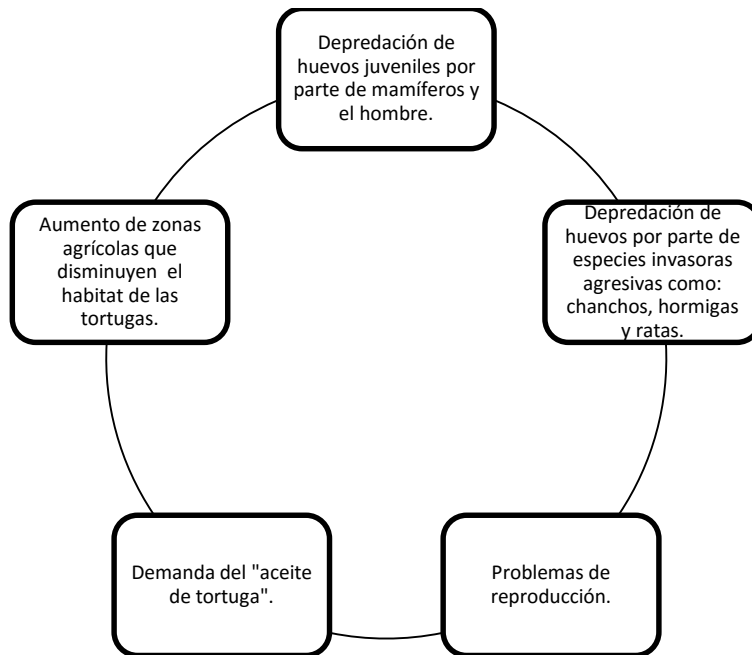 Depredación de
huevos juveniles por
parte de mamíferos y
el hombre.
Depredación de
huevos por parte de
especies invasoras
agresivas como:
chanchos, hormigas
y ratas.
Problemas de
reproducción.
Demanda del "aceite
de tortuga".
Aumento de zonas
agrícolas que
disminuyen el
habitat de las
tortugas.